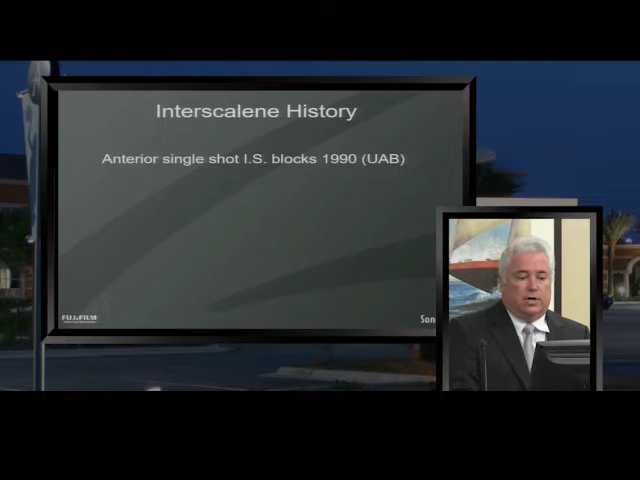 Interscalene History
Anterior single shot I.S. blocks 1990 (UAB)
FUJIFILM